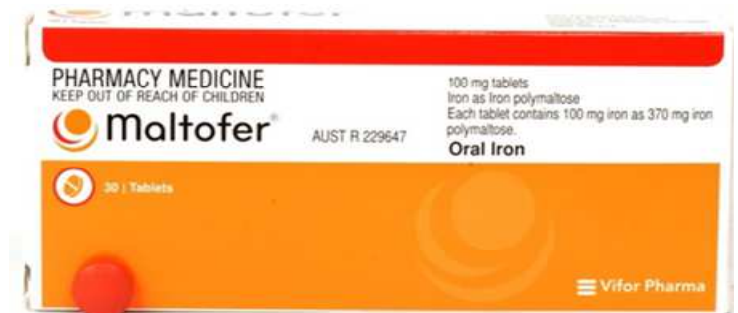 PHARMACY MEDICINE
KEEP OUT OF REACH OF CHILDREN
Maltofer®
AUST R 229647
100 mg tablets
Iron as Iron polymaltose
Each tablet contains 100 mg iron as 370 mg iron
polymaltose.
Oral Iron
30 | Tablets
Vifor Pharma